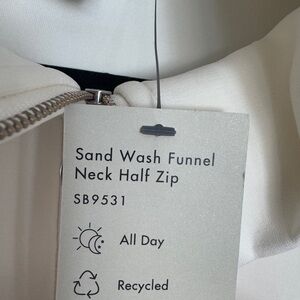 Sand Wash Funnel
Neck Half Zip
SB9531
All Day
Recycled